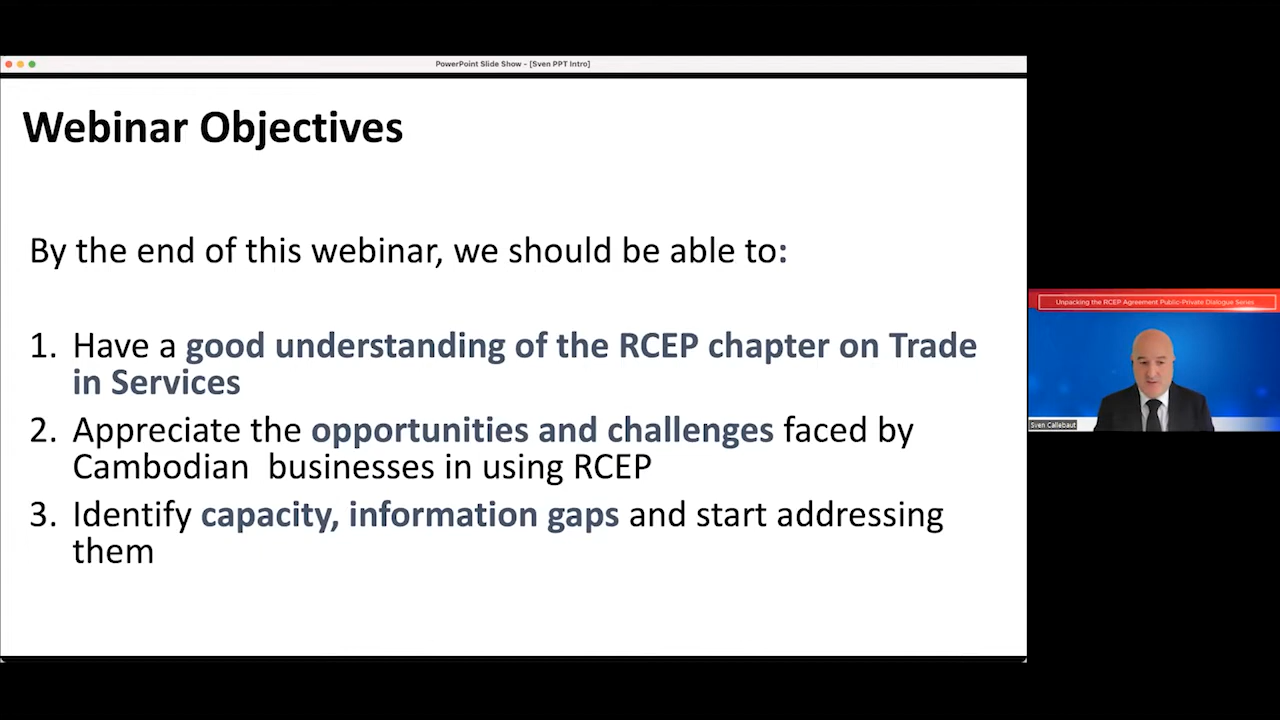 PowerPoint Slide Show - [Sven PPT Intro]
Webinar Objectives
By the end of this webinar, we should be able to:
1. Have a good understanding of the RCEP chapter on Trade
in Services
2. Appreciate the opportunities and challenges faced by
Cambodian  businesses in using RCEP
3. Identify capacity, information gaps and start addressing
them
Unpacking the RCEP Agreement Public-Private Dialogue Series
Sven Callebaut